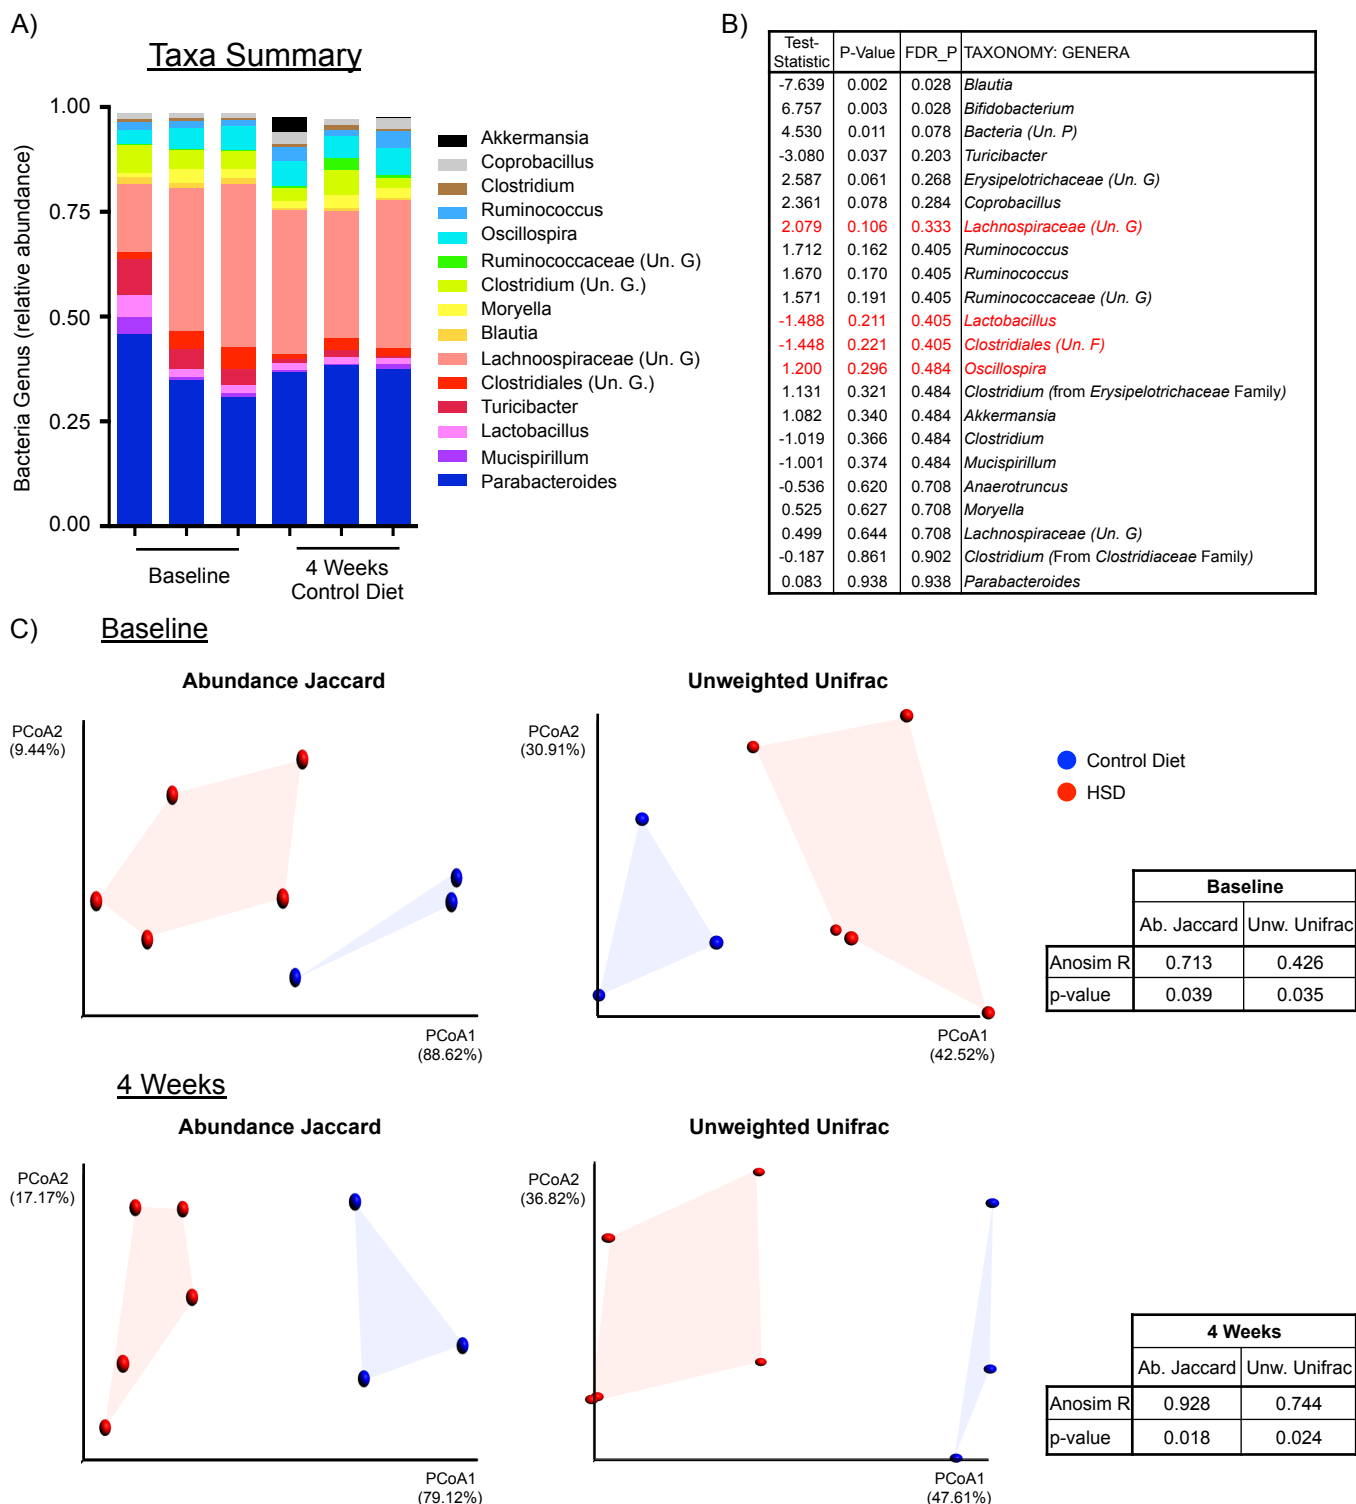 A)
Taxa Summary
Bacteria Genus (relative abundance)
1.00
0.75
0.50
0.25
0.00
Baseline
4 Weeks
Control Diet
Akkermansia
Coprobacillus
Clostridium
Ruminococcus
Oscillospira
Ruminococcaceae (Un. G)
Clostridium (Un. G.)
Moryella
Blautia
Lachnoospiraceae (Un. G)
Clostridiales (Un. G.)
Turicibacter
Lactobacillus
Mucispirillum
Parabacteroides
B)
Test-
Statistic P-Value FDR_P TAXONOMY: GENERA
-7.639 0.002 0.028 Blautia
6.757 0.003 0.028 Bifidobacterium
4.530 0.011 0.078 Bacteria (Un. P)
-3.080 0.037 0.203 Turicibacter
2.587 0.061 0.268 Erysipelotrichaceae (Un. G)
2.361 0.078 0.284 Coprobacillus
2.079 0.106 0.333 Lachnospiraceae (Un. G)
1.712 0.162 0.405 Ruminococcus
1.670 0.170 0.405 Ruminococcus
1.571 0.191 0.405 Ruminococcaceae (Un. G)
-1.488 0.211 0.405 Lactobacillus
-1.448 0.221 0.405 Clostridiales (Un. F)
1.200 0.296 0.484 Oscillospira
1.131 0.321 0.484 Clostridium (from Erysipelotrichaceae Family)
1.082 0.340 0.484 Akkermansia
-1.019 0.366 0.484 Clostridium
-1.001 0.374 0.484 Mucispirillum
-0.536 0.620 0.708 Anaerotruncus
0.525 0.627 0.708 Moryella
0.499 0.644 0.708 Lachnospiraceae (Un. G)
-0.187 0.861 0.902 Clostridium (From Clostridiaceae Family)
0.083 0.938 0.938 Parabacteroides
C)
Baseline
Abundance Jaccard
PCoA2
(9.44%)
PCoA1
(88.62%)
Unweighted Unifrac
PCoA2
(30.91%)
PCoA1
(42.52%)
Control Diet
HSD
Baseline
Ab. Jaccard Unw. Unifrac
Anosim R 0.713 0.426
p-value 0.039 0.035
4 Weeks
Abundance Jaccard
PCoA2
(17.17%)
PCoA1
(79.12%)
Unweighted Unifrac
PCoA2
(36.82%)
PCoA1
(47.61%)
4 Weeks
Ab. Jaccard Unw. Unifrac
Anosim R 0.928 0.744
p-value 0.018 0.024